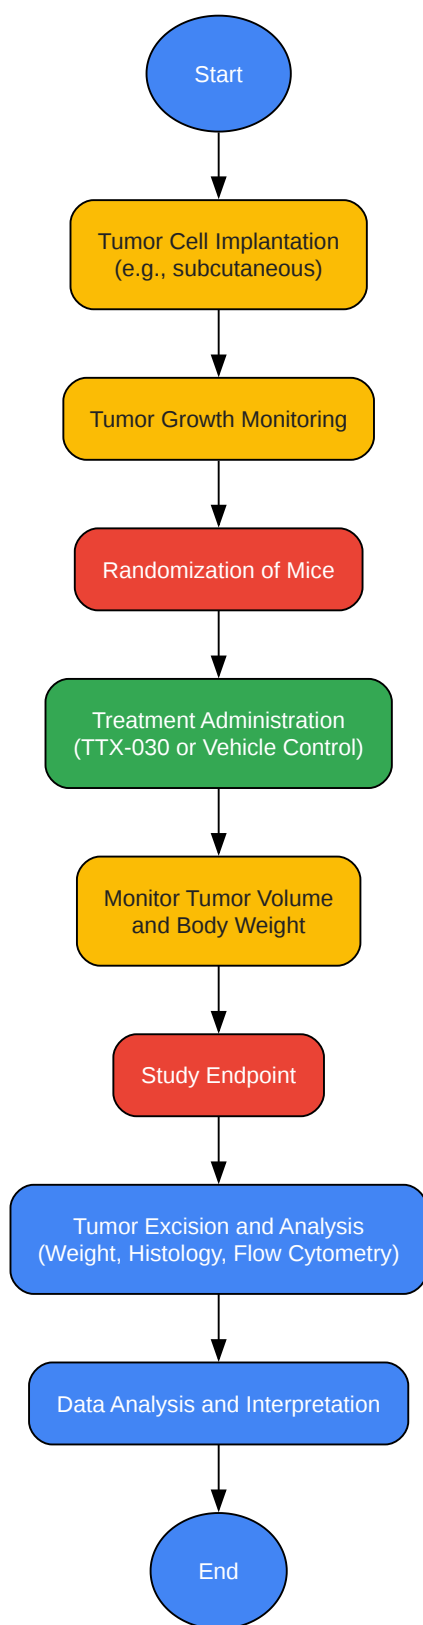 Start
Tumor Cell Implantation
(e.g., subcutaneous)
Tumor Growth Monitoring
Randomization of Mice
Treatment Administration
(TTX-030 or Vehicle Control)
Monitor Tumor Volume
and Body Weight
Study Endpoint
Tumor Excision and Analysis
(Weight, Histology, Flow Cytometry)
Data Analysis and Interpretation
End